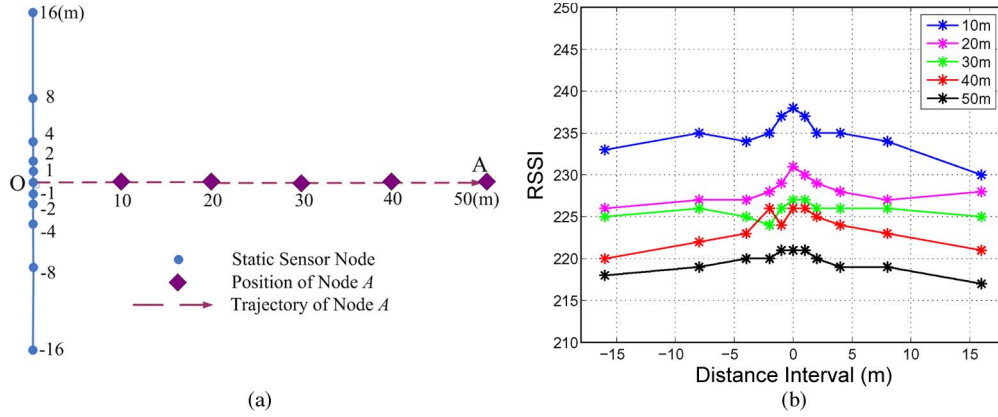 16(m)
8
4
2
1
O
-1
-2
-4
-8
-16
10
20
30
40
50(m)
A
Static Sensor Node
Position of Node A
Trajectory of Node A
(a)
250
245
240
235
230
225
220
215
210
RSSI
−15
−10
−5
0
5
10
15
Distance Interval (m)
10m
20m
30m
40m
50m
(b)